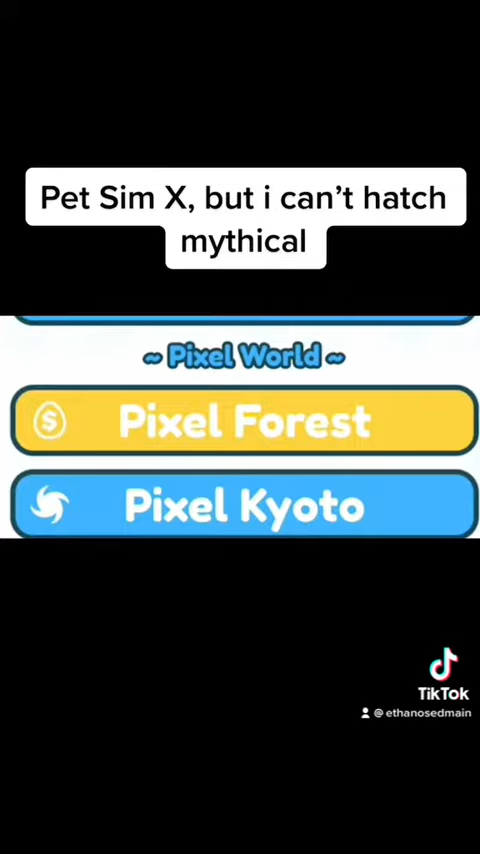 Pet Sim X, but i can’t hatch
mythical
~ Pixel World ~
$ Pixel Forest
Pixel Kyoto
TikTok
@ ethanosedmain